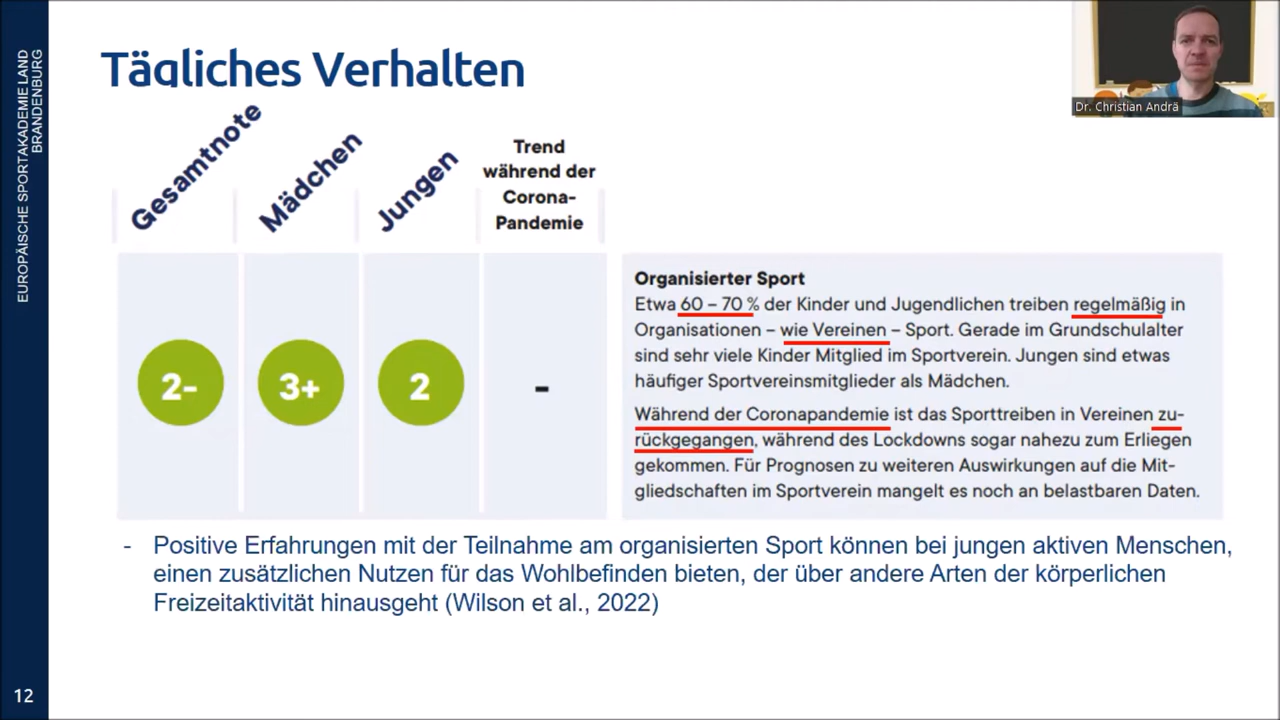 EUROPÄISCHE SPORTAKADEMIE LAND
BRANDENBURG
Tägliches Verhalten
Dr. Christian Andrä
Gesamtnote
Mädchen
Jungen
Trend
während der
Corona-
Pandemie
2-
3+
2
-
Organisierter Sport
Etwa 60 – 70 % der Kinder und Jugendlichen treiben regelmäßig in
Organisationen – wie Vereinen – Sport. Gerade im Grundschulalter
sind sehr viele Kinder Mitglied im Sportverein. Jungen sind etwas
häufiger Sportvereinsmitglieder als Mädchen.
Während der Coronapandemie ist das Sporttreiben in Vereinen zu-
rückgegangen, während des Lockdowns sogar nahezu zum Erliegen
gekommen. Für Prognosen zu weiteren Auswirkungen auf die Mit-
gliedschaften im Sportverein mangelt es noch an belastbaren Daten.
- Positive Erfahrungen mit der Teilnahme am organisierten Sport können bei jungen aktiven Menschen,
einen zusätzlichen Nutzen für das Wohlbefinden bieten, der über andere Arten der körperlichen
Freizeitaktivität hinausgeht (Wilson et al., 2022)
12